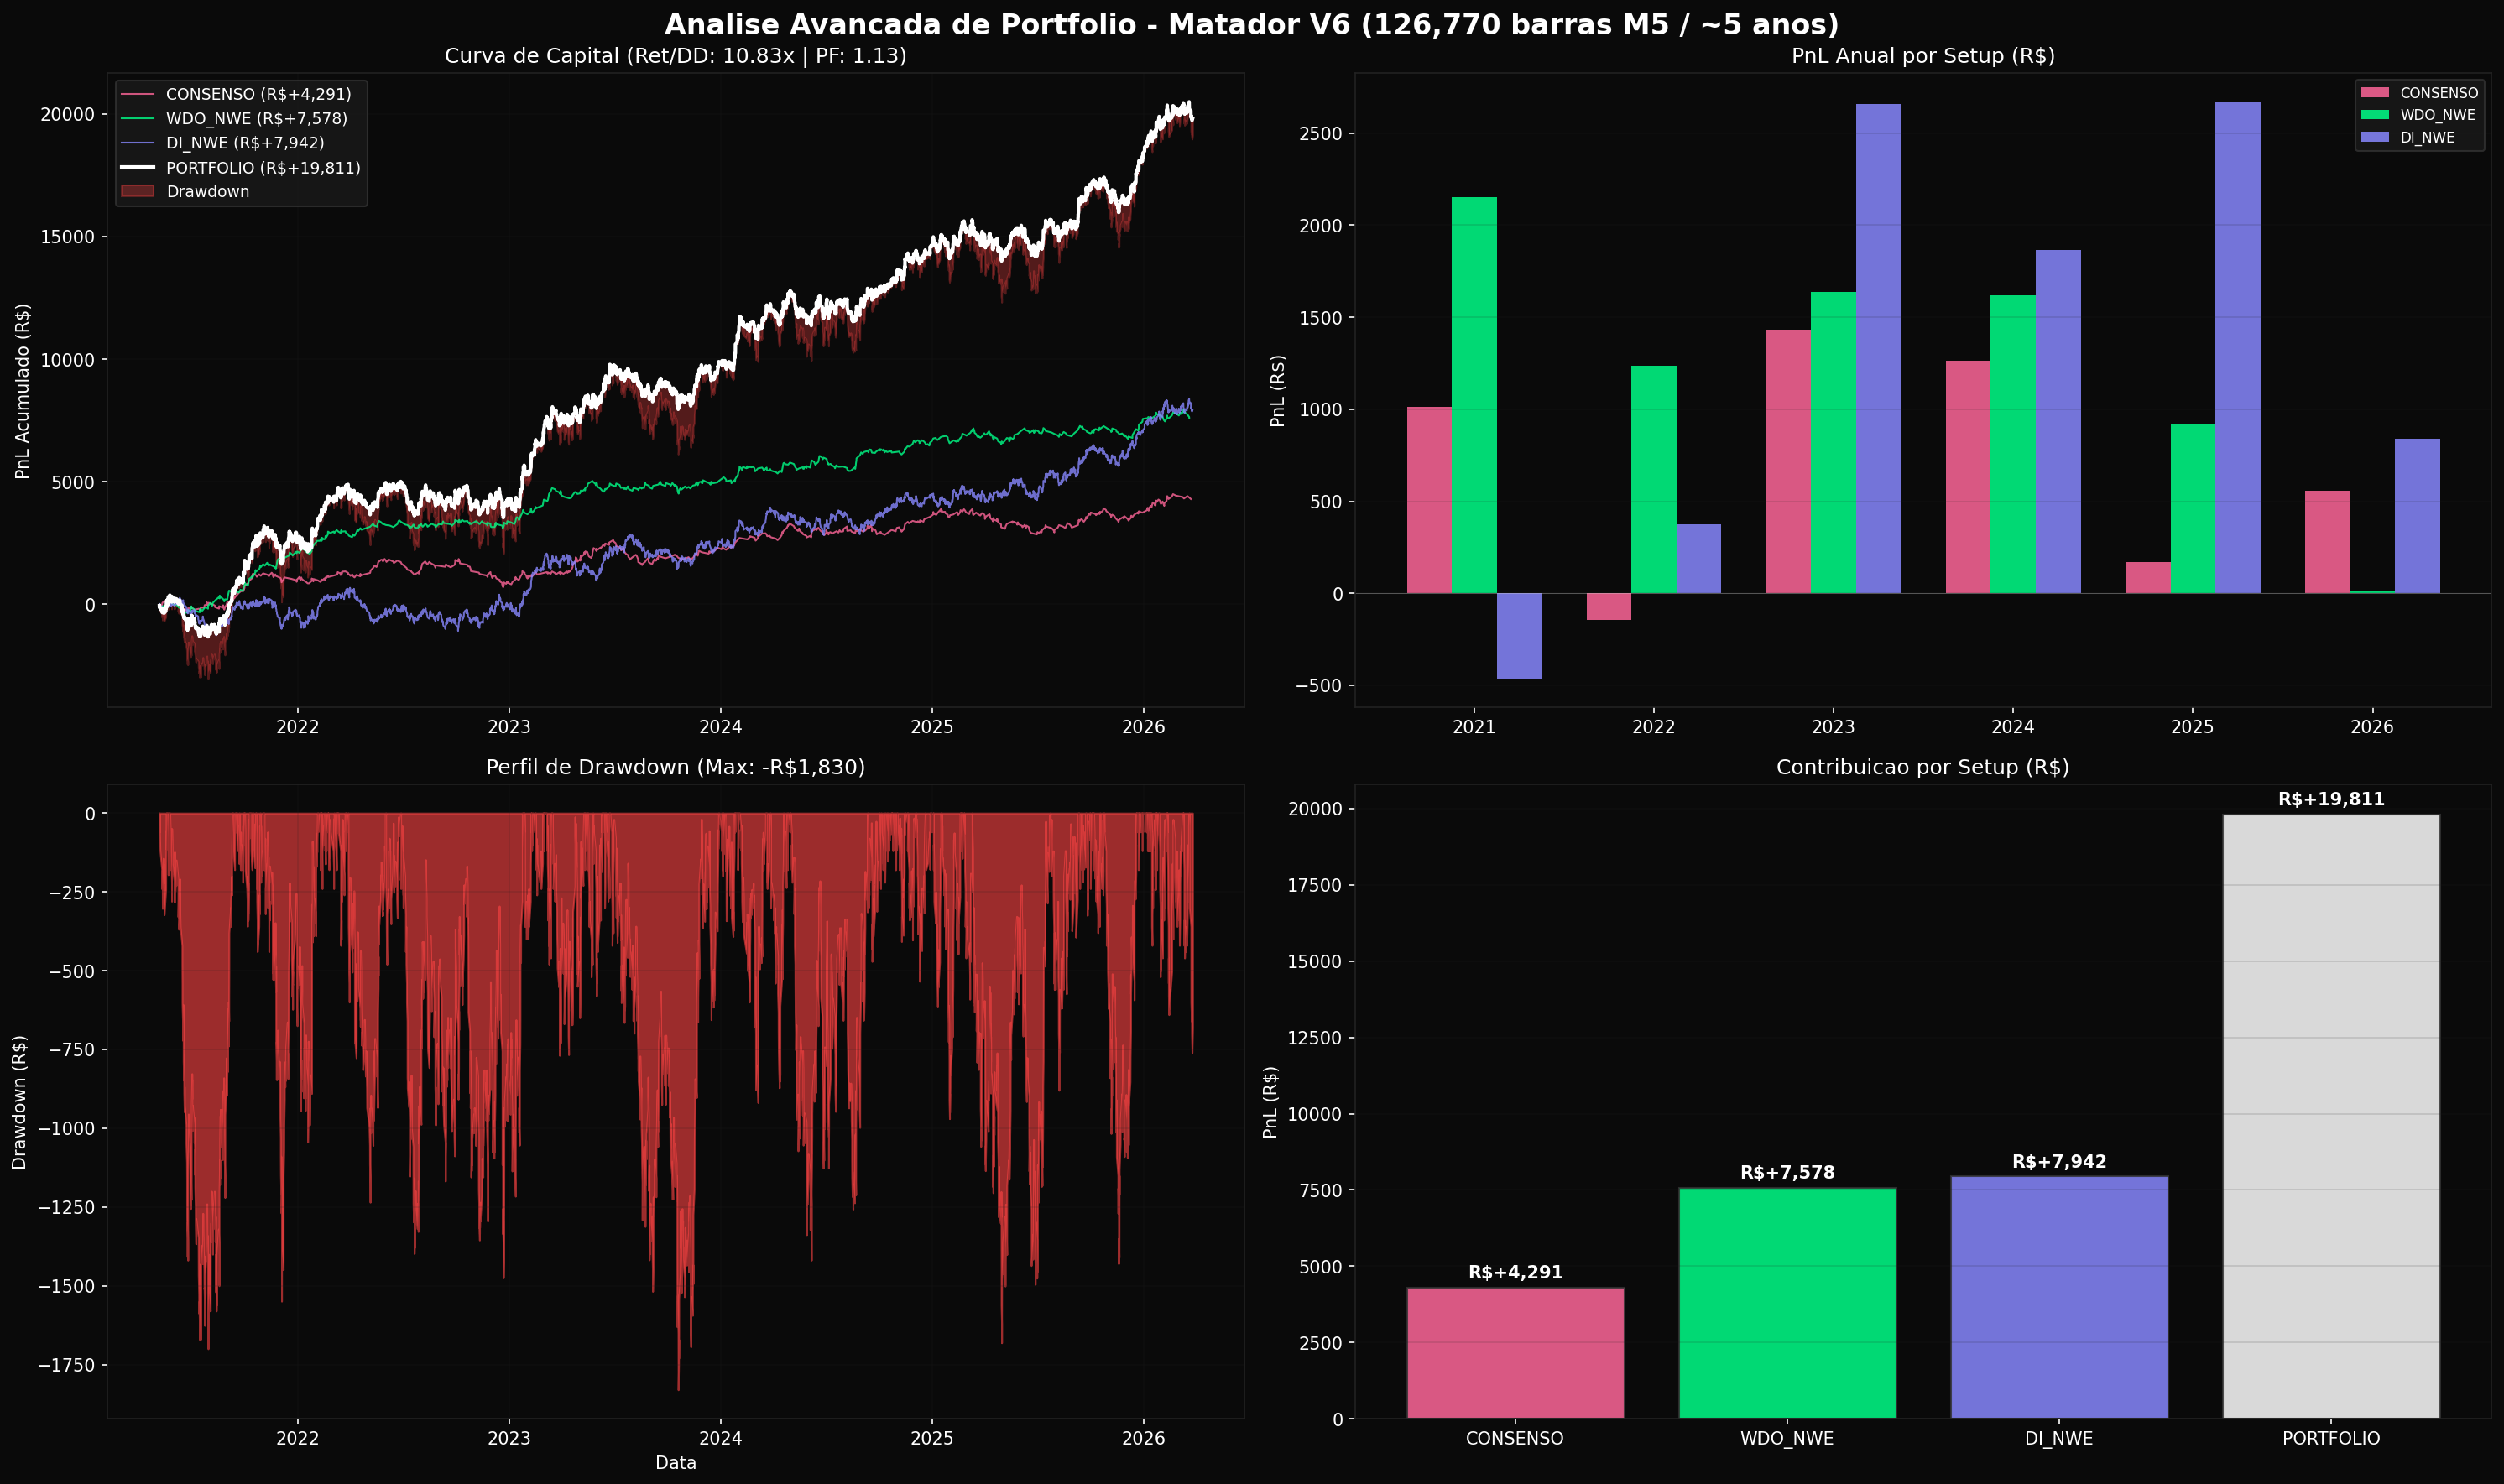 Analise Avancada de Portfolio - Matador V6 (126,770 barras M5 / ~5 anos)
Curva de Capital (Ret/DD: 10.83x | PF: 1.13)
CONSENSO (R$+4,291)
WDO_NWE (R$+7,578)
DI_NWE (R$+7,942)
PORTFOLIO (R$+19,811)
Drawdown
PnL Acumulado (R$)
20000
15000
10000
5000
0
2022
2023
2024
2025
2026
PnL Anual por Setup (R$)
CONSENSO
WDO_NWE
DI_NWE
PnL (R$)
2500
2000
1500
1000
500
0
−500
2021
2022
2023
2024
2025
2026
Perfil de Drawdown (Max: -R$1,830)
Drawdown (R$)
0
−250
−500
−750
−1000
−1250
−1500
−1750
2022
2023
2024
2025
2026
Data
Contribuicao por Setup (R$)
PnL (R$)
20000
17500
15000
12500
10000
7500
5000
2500
0
R$+4,291
R$+7,578
R$+7,942
R$+19,811
CONSENSO
WDO_NWE
DI_NWE
PORTFOLIO